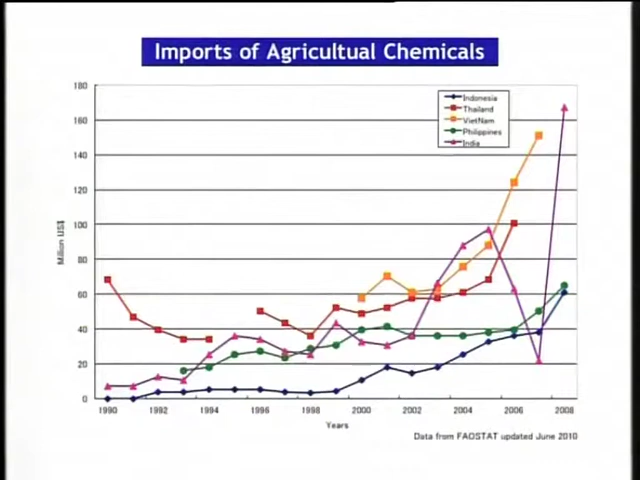 Imports of Agricultual Chemicals
180
160
140
120
100
80
60
40
20
0
Million US$
Indonesia
Thailand
VietNam
Philippines
India
1990 1992 1994 1996 1998 2000 2002 2004 2006 2008
Years
Data from FAOSTAT updated June 2010